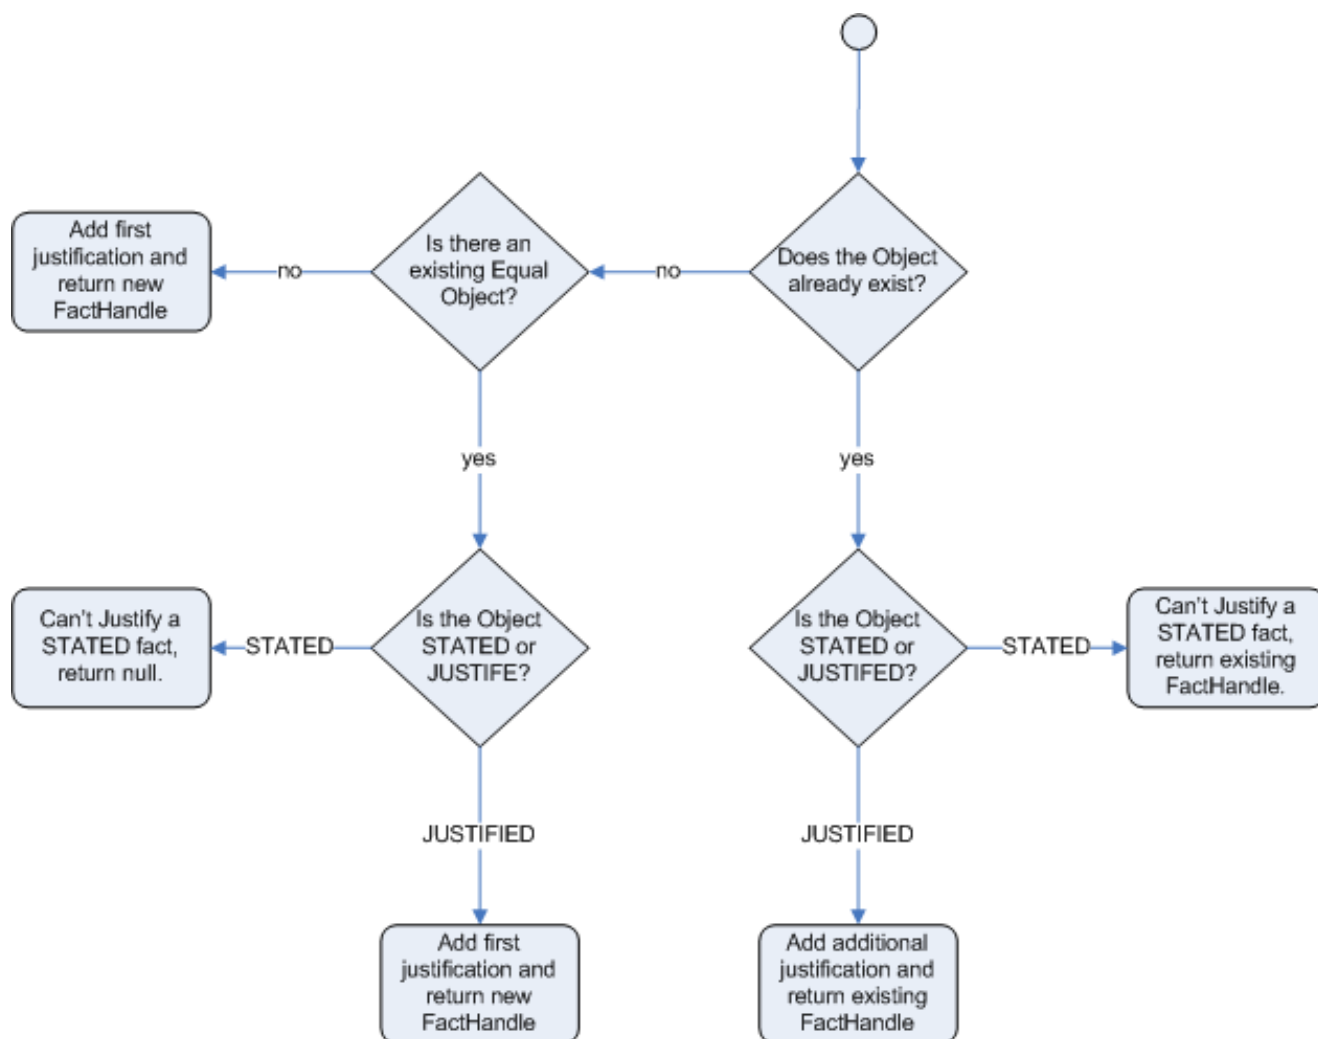 Does the Object
already exist?
no
Is there an
existing Equal
Object?
no
Add first
justification and
return new
FactHandle
yes
yes
Can't Justify a
STATED fact,
return null.
STATED
Is the Object
STATED or
JUSTIFE?
Is the Object
STATED or
JUSTIFED?
STATED
Can't Justify a
STATED fact,
return existing
FactHandle.
JUSTIFIED
JUSTIFIED
Add first
justification and
return new
FactHandle
Add additional
justification and
return existing
FactHandle